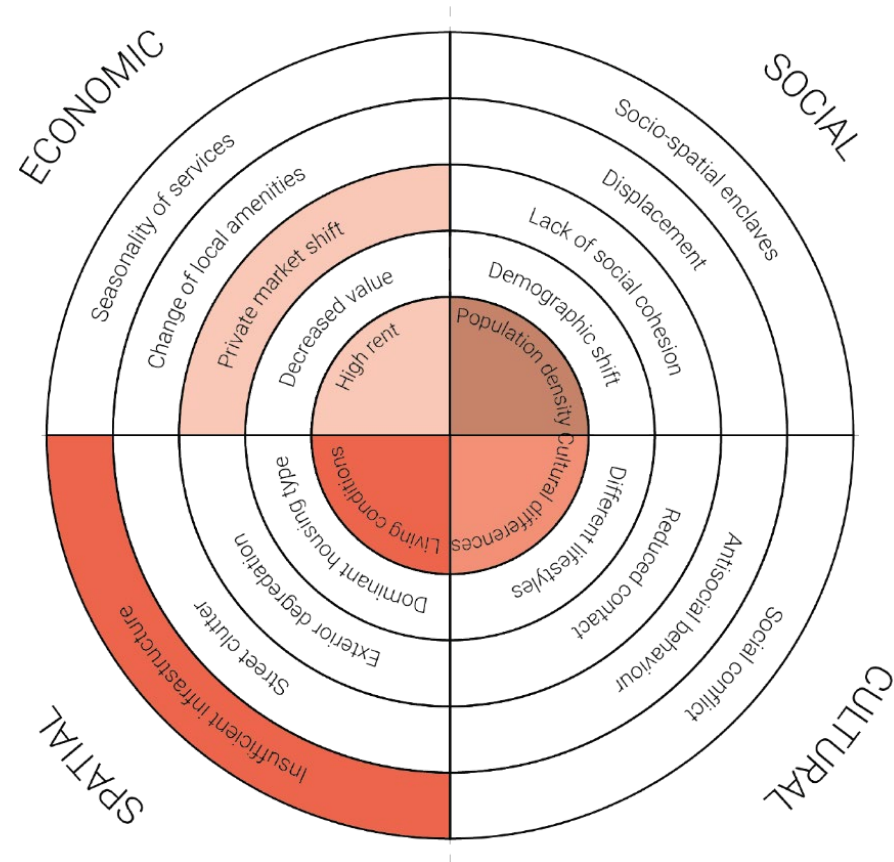 ECONOMIC
Seasonality of services
Change of local amenities
Private market shift
Decreased value
High rent
SOCIAL
Socio-spatial enclaves
Displacement
Lack of social cohesion
Demographic shift
Population density
SPATIAL
Living conditions
Dominant housing type
Exterior degredation
Street clutter
Insufficient infrastructure
CULTURAL
Cultural differences
Different lifestyles
Reduced contact
Antisocial behaviour
Social conflict